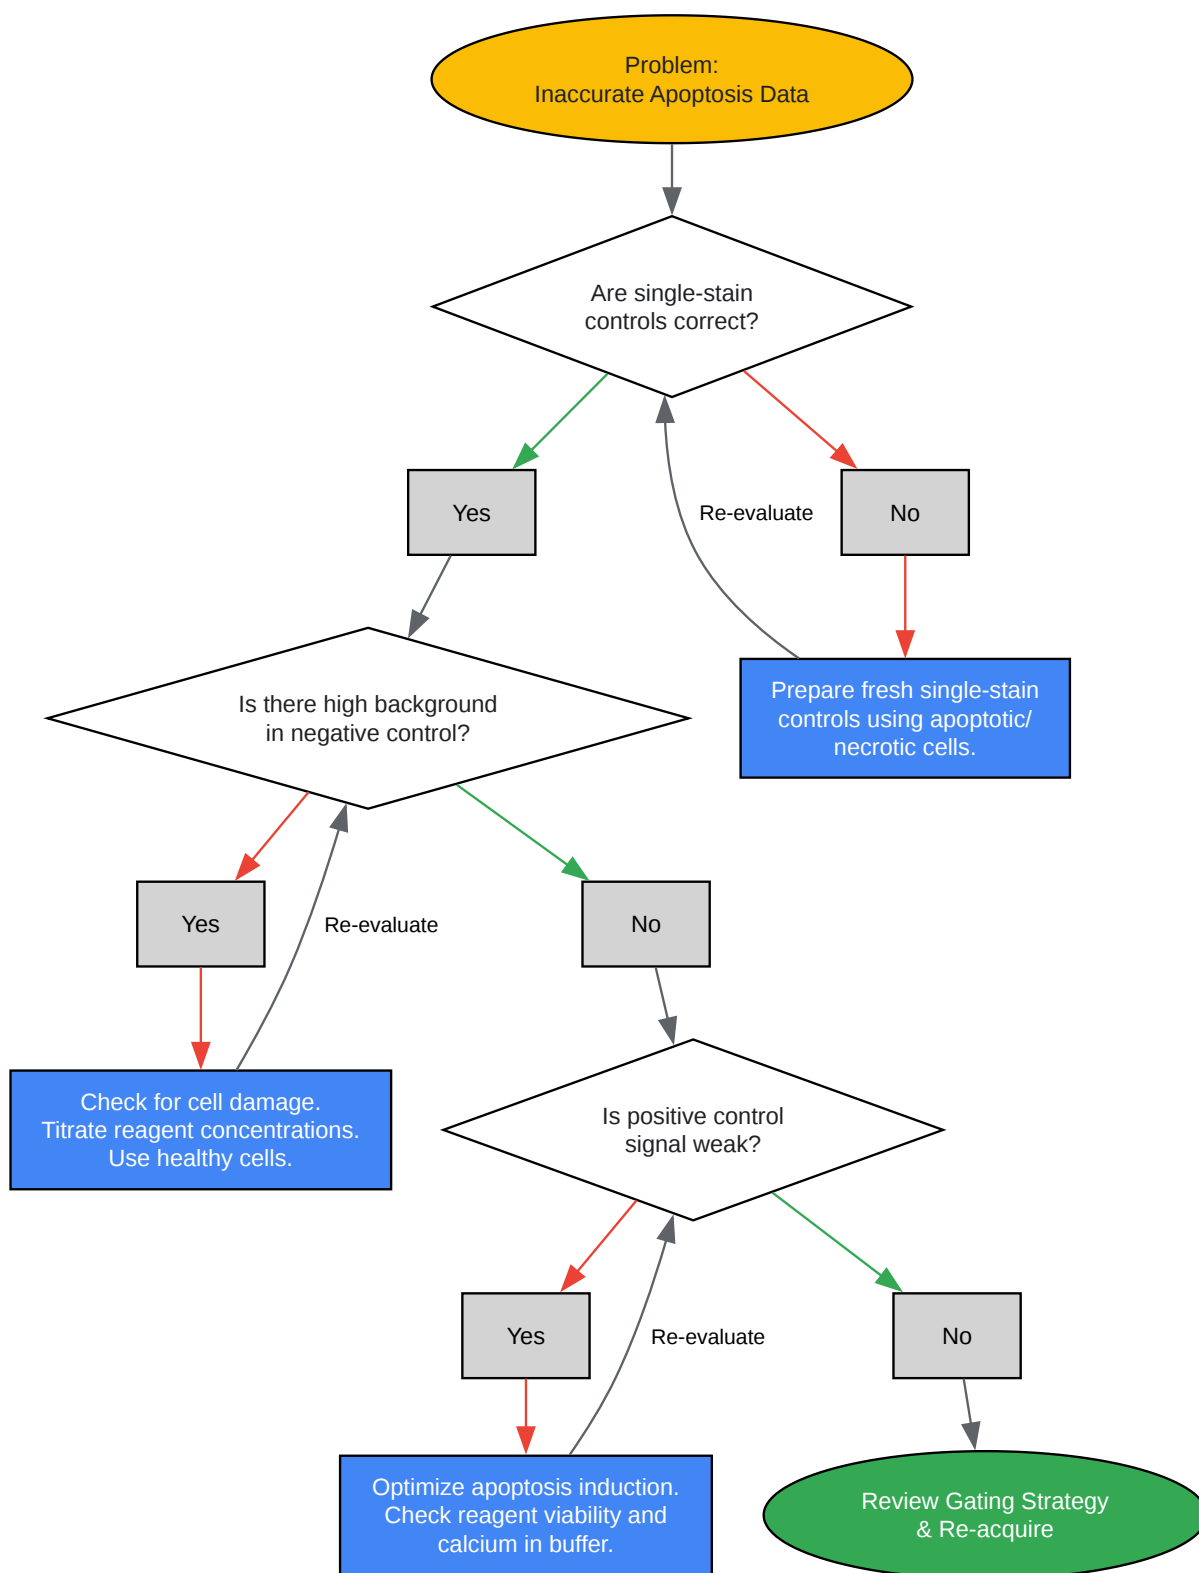 Problem:
Inaccurate Apoptosis Data
Are single-stain
controls correct?
Yes
Re-evaluate
No
Prepare fresh single-stain
controls using apoptotic/
necrotic cells.
Is there high background
in negative control?
Yes
Re-evaluate
No
Check for cell damage.
Titrate reagent concentrations.
Use healthy cells.
Is positive control
signal weak?
Yes
Re-evaluate
No
Optimize apoptosis induction.
Check reagent viability and
calcium in buffer.
Review Gating Strategy
& Re-acquire